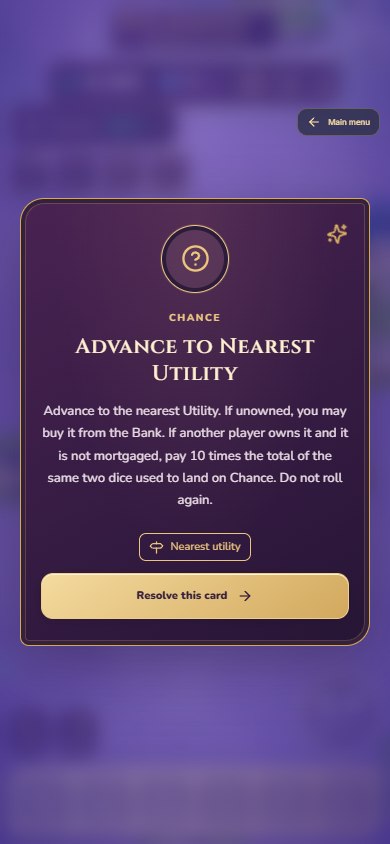 Main menu
CHANCE
Advance to Nearest
Utility
Advance to the nearest Utility. If unowned, you may
buy it from the Bank. If another player owns it and it
is not mortgaged, pay 10 times the total of the
same two dice used to land on Chance. Do not roll
again.
Nearest utility
Resolve this card